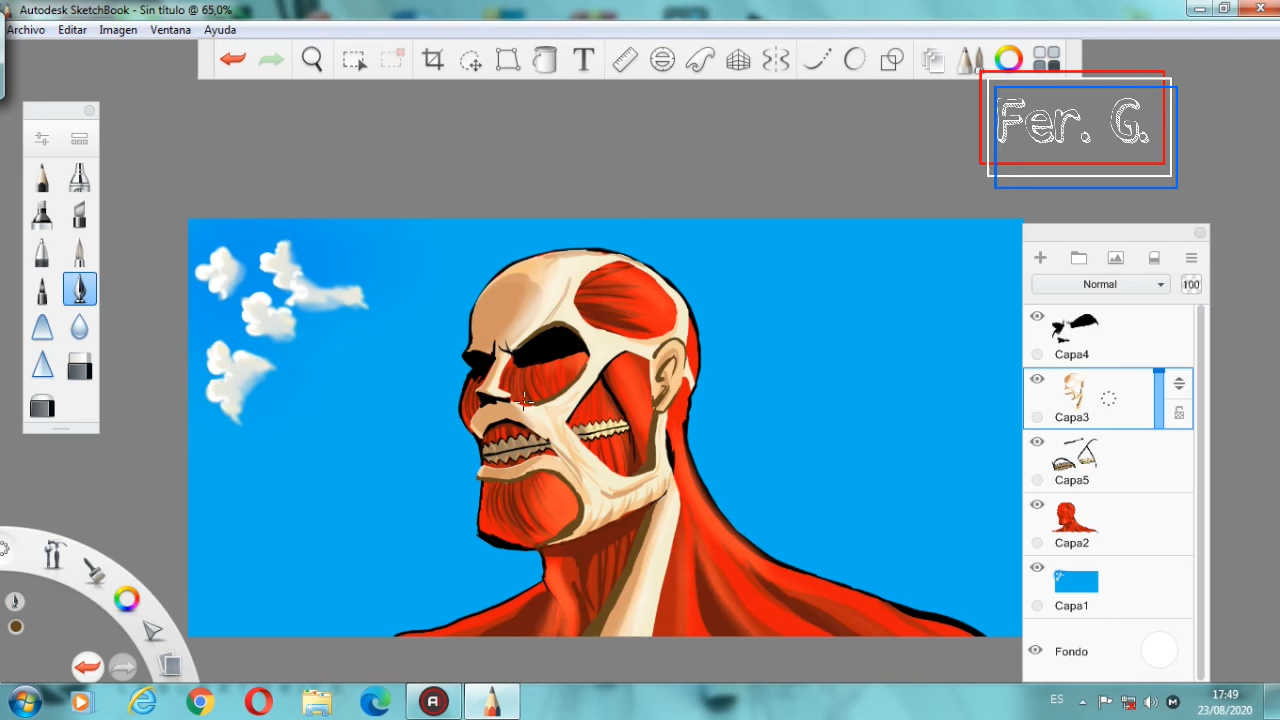 Autodesk SketchBook - Sin título @ 65,0%
Archivo Editar Imagen Ventana Ayuda
T
Fer. G.
Normal 100
Capa4
Capa3
Capa5
Capa2
Capa1
Fondo
A
ES M 17:49
23/08/2020